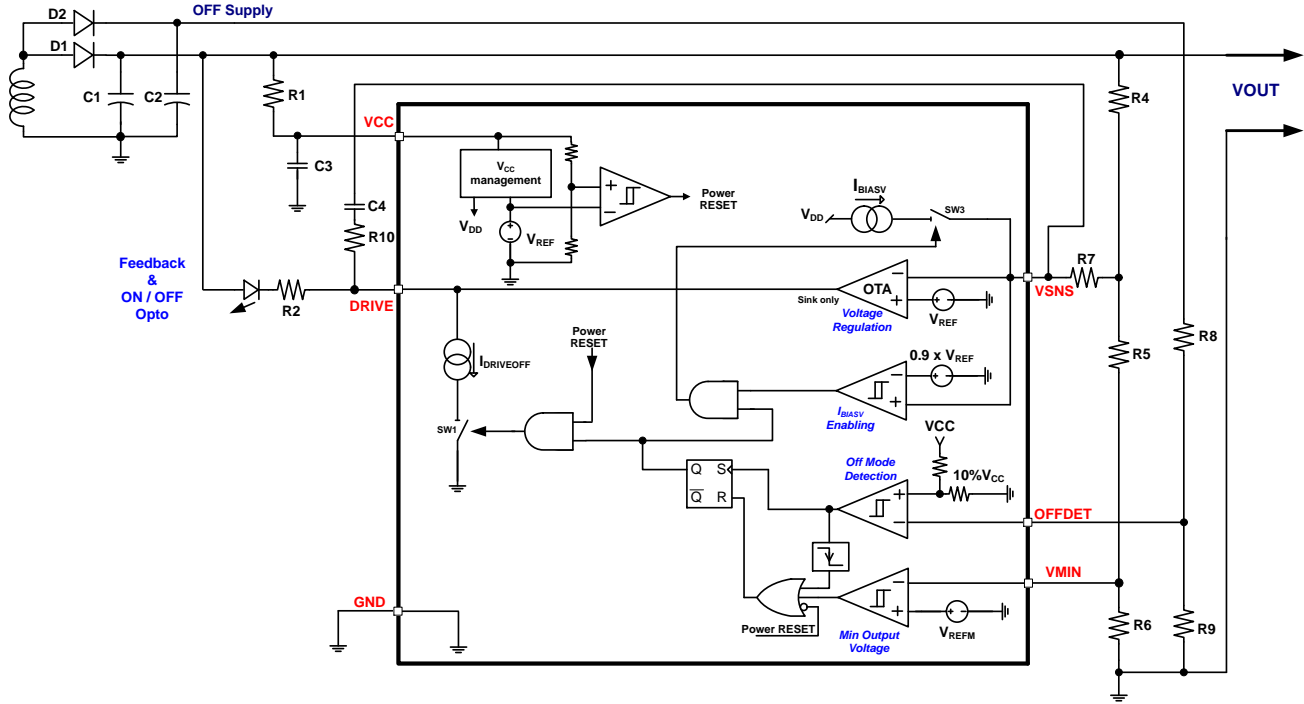 D2
OFF Supply
D1
C1
C2
R1
R4
VOUT
VCC
C3
VCC
management
Power
RESET
IBIASV
VDD
SW3
C4
R10
VDD
VREF
Feedback
&
ON / OFF
Opto
R2
DRIVE
OTA
Sink only
Voltage
Regulation
VREF
VSNS
R7
R5
R8
IDRIVEOFF
Power
RESET
0.9 x VREF
IBIASV
Enabling
SW1
VCC
10%VCC
Off Mode
Detection
Q S
Q R
OFFDET
VMIN
GND
Power RESET
Min Output
Voltage
VREFM
R6
R9